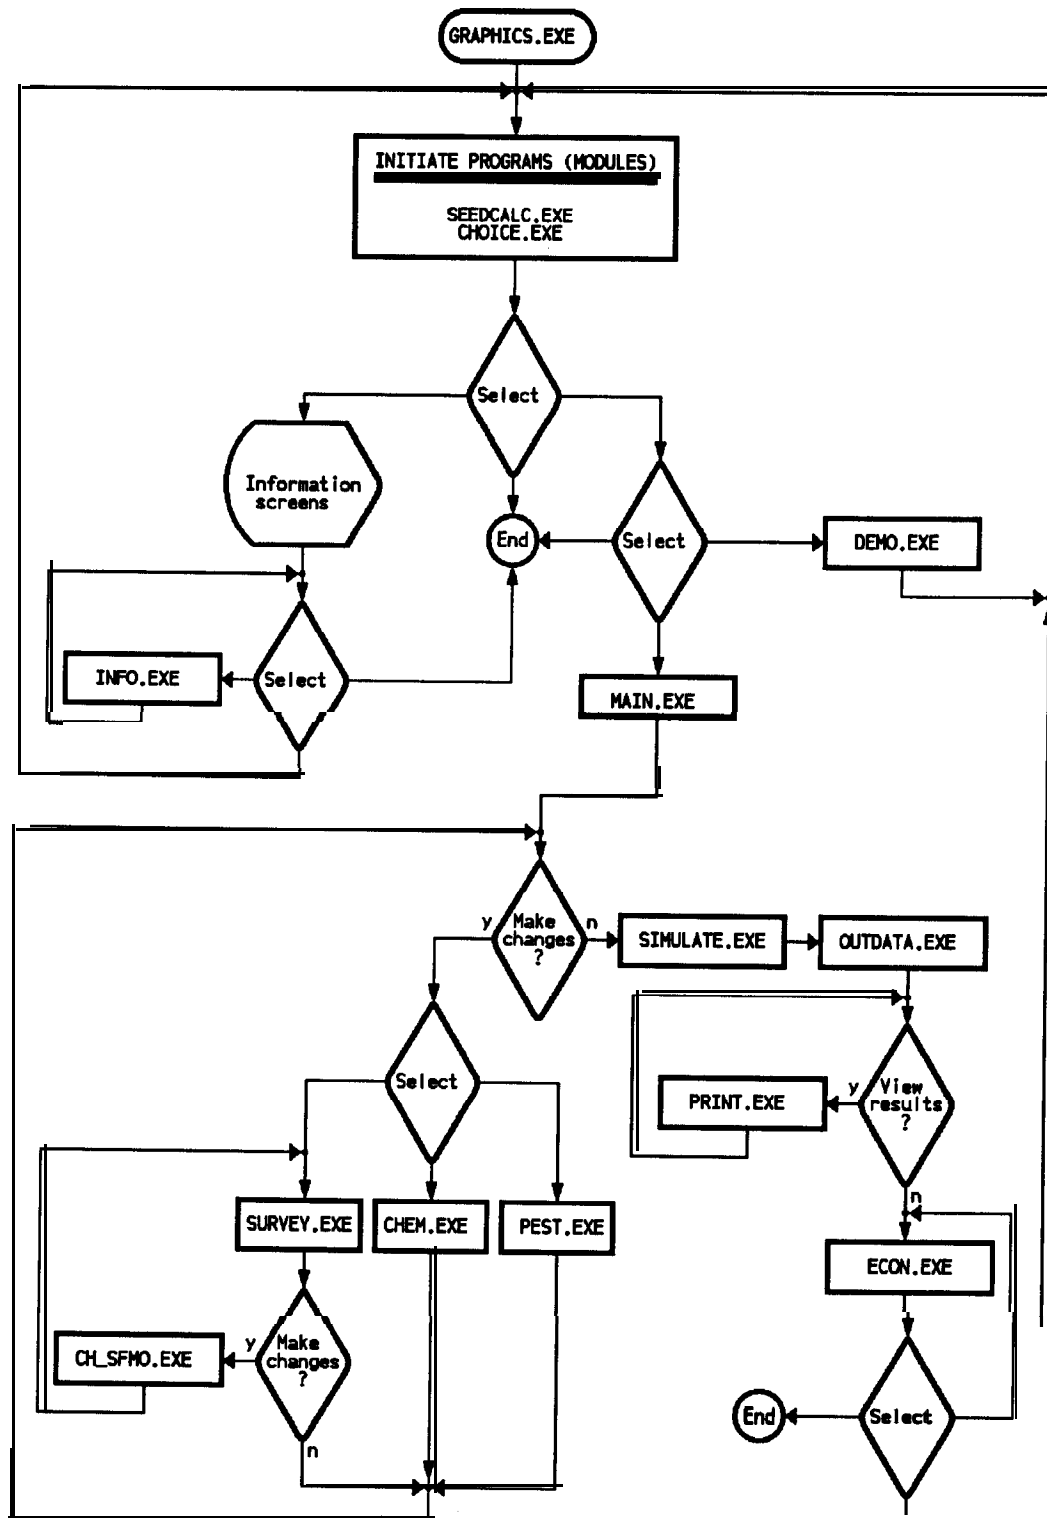 GRAPHICS.EXE
INITIATE PROGRAMS (MODULES)
SEEDCALC.EXE
CHOICE.EXE
Select
Information
screens
End
Select
DEMO.EXE
INFO.EXE
Select
MAIN.EXE
y
Make
changes
?
n
SIMULATE.EXE
OUTDATA.EXE
Select
PRINT.EXE
y
View
results
?
n
SURVEY.EXE
CHEM.EXE
PEST.EXE
ECON.EXE
CH_SFMO.EXE
y
Make
changes
?
n
End
Select